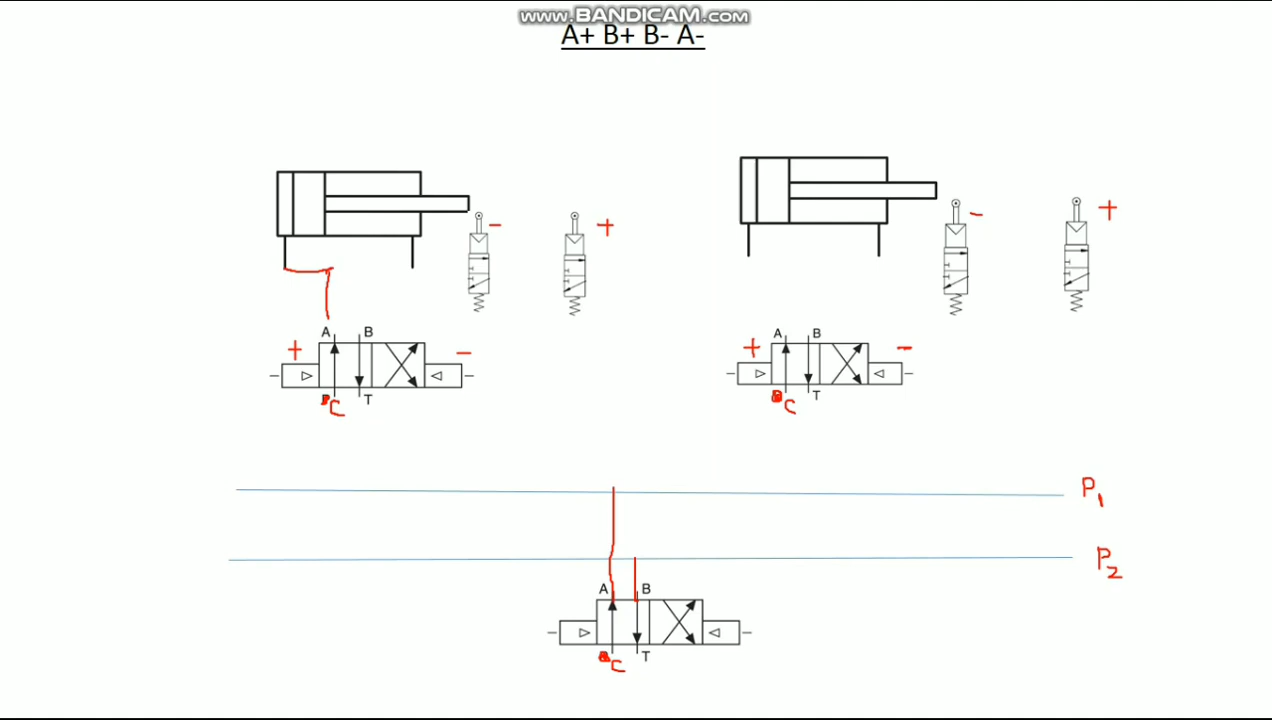 www.BANDICAM.com
A+ B+ B- A-
- +
- +
A B
+ -
C T
A B
+ -
C T
P1
P2
A B
C T